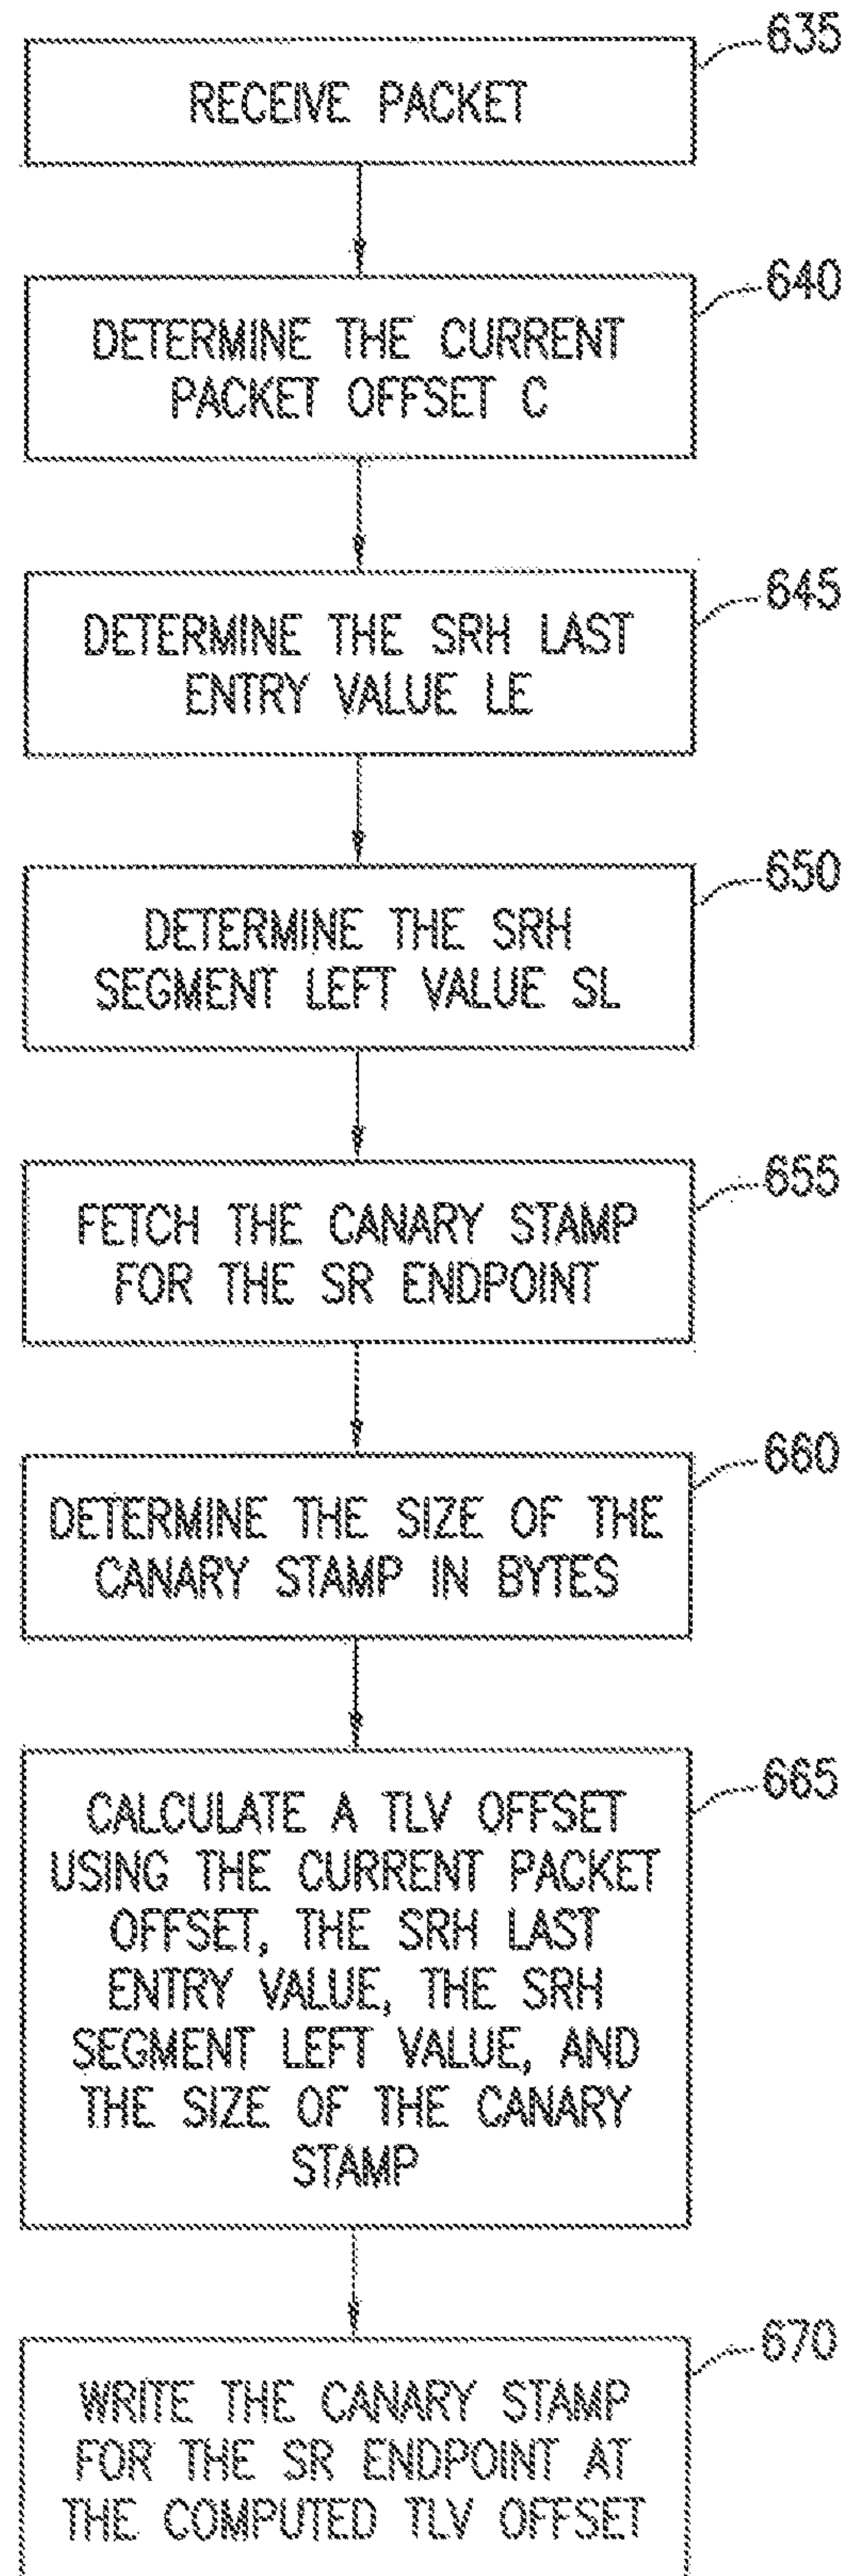 635
RECEIVE PACKET
640
DETERMINE THE CURRENT
PACKET OFFSET C
645
DETERMINE THE SRH LAST
ENTRY VALUE LE
650
DETERMINE THE SRH
SEGMENT LEFT VALUE SL
655
FETCH THE CANARY STAMP
FOR THE SR ENDPOINT
660
DETERMINE THE SIZE OF THE
CANARY STAMP IN BYTES
665
CALCULATE A TLV OFFSET
USING THE CURRENT PACKET
OFFSET, THE SRH LAST
ENTRY VALUE, THE SRH
SEGMENT LEFT VALUE, AND
THE SIZE OF THE CANARY
STAMP
670
WRITE THE CANARY STAMP
FOR THE SR ENDPOINT AT
THE COMPUTED TLV OFFSET